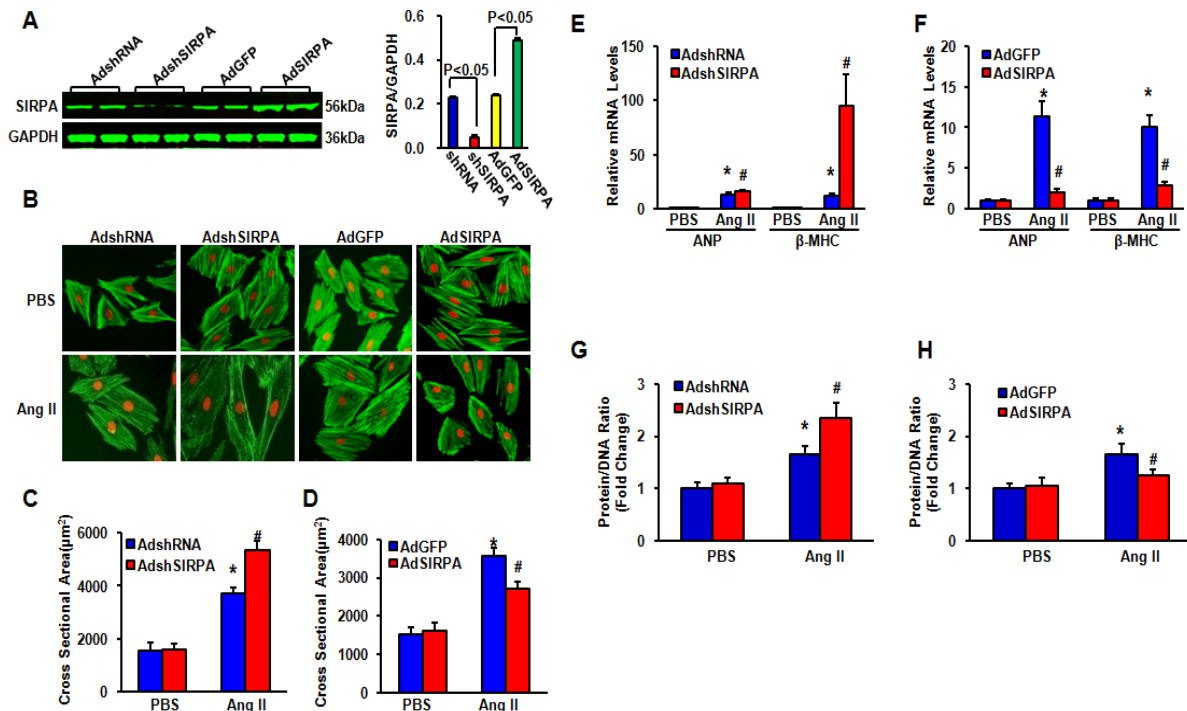 A
AdshRNA
AdshSIRPA
AdGFP
AdSIRPA
SIRPA
56kDa
GAPDH
36kDa
SIRPA/GAPDH
0.6
0.4
0.2
0.0
P<0.05
P<0.05
shRNA
shSIRPA
AdGFP
AdSIRPA
B
AdshRNA AdshSIRPA AdGFP AdSIRPA
PBS
Ang II
C
Cross Sectional Area(µm²)
6000
4000
2000
0
AdshRNA
AdshSIRPA
*
#
PBS Ang II
D
Cross Sectional Area(µm²)
4000
3000
2000
1000
0
AdGFP
AdSIRPA
*
#
PBS Ang II
E
Relative mRNA Levels
150
100
50
0
AdshRNA
AdshSIRPA
* # * #
PBS Ang II PBS Ang II
ANP β-MHC
F
Relative mRNA Levels
20
15
10
5
0
AdGFP
AdSIRPA
* # * #
PBS Ang II PBS Ang II
ANP β-MHC
G
Protein/DNA Ratio
(Fold Change)
3
2
1
0
AdshRNA
AdshSIRPA
*
#
PBS Ang II
H
Protein/DNA Ratio
(Fold Change)
3
2
1
0
AdGFP
AdSIRPA
*
#
PBS Ang II